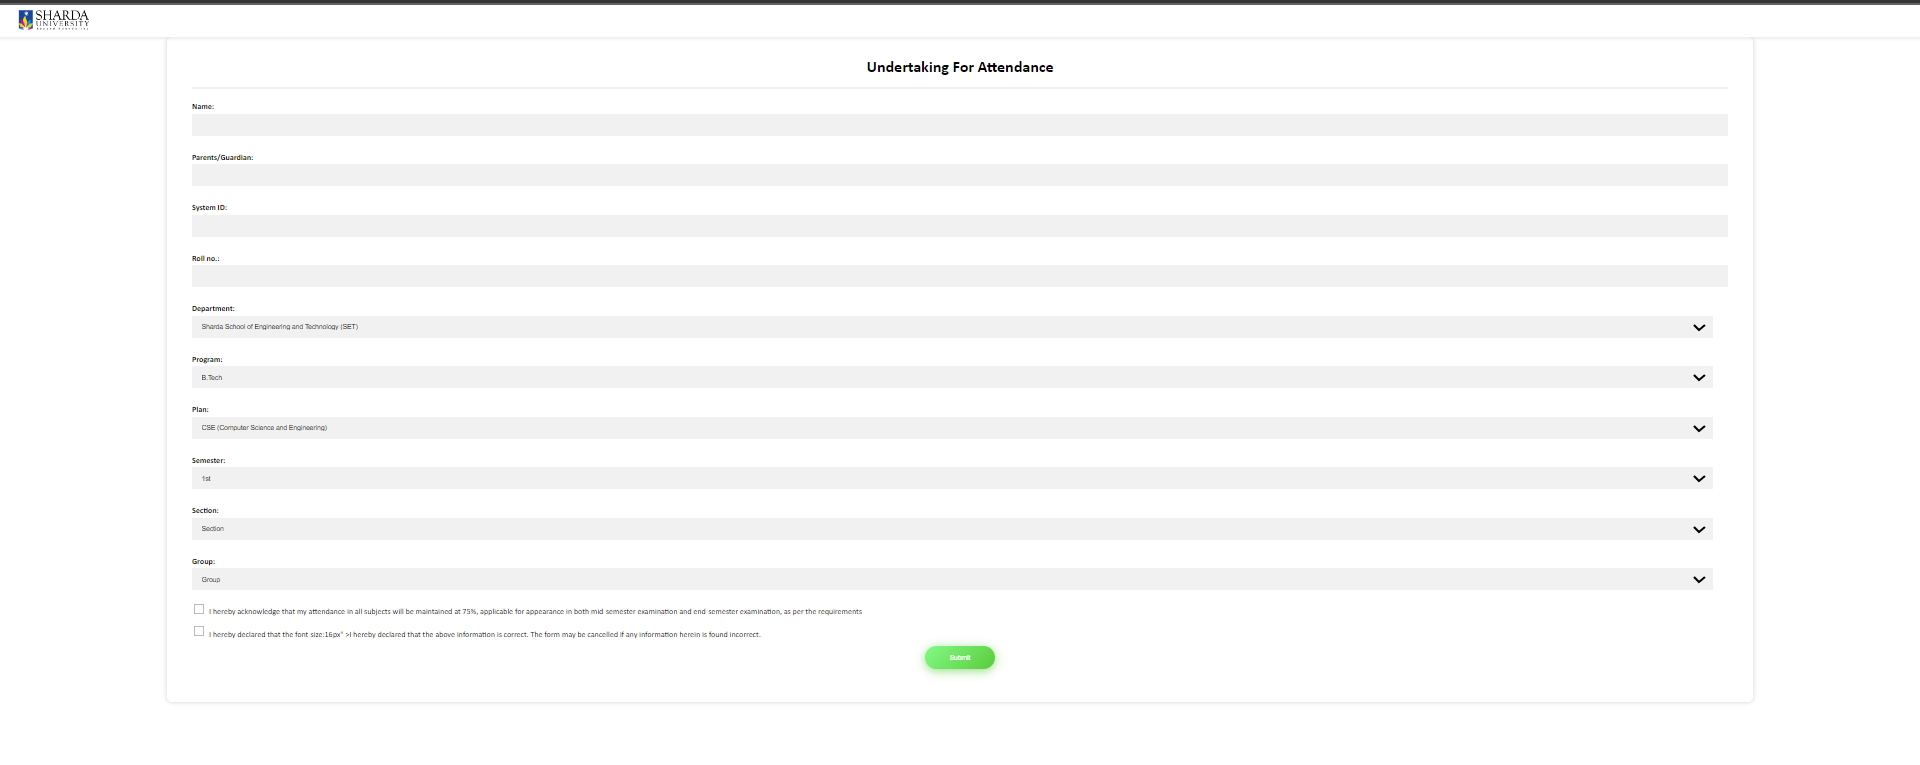 SHARDA
UNIVERSITY
Undertaking For Attendance
Name:
Parents/Guardian:
System ID:
Roll no.:
Department:
Sharda School of Engineering and Technology (SET)
Program:
B.Tech
Plan:
CSE (Computer Science and Engineering)
Semester:
1st
Section:
Section
Group:
Group
I hereby acknowledge that my attendance in all subjects will be maintained at 75%, applicable for appearance in both mid-semester examination and end-semester examination, as per the requirements
I hereby declared that the font-size:16px" >I hereby declared that the above information is correct. The form may be cancelled if any information herein is found incorrect.
Submit